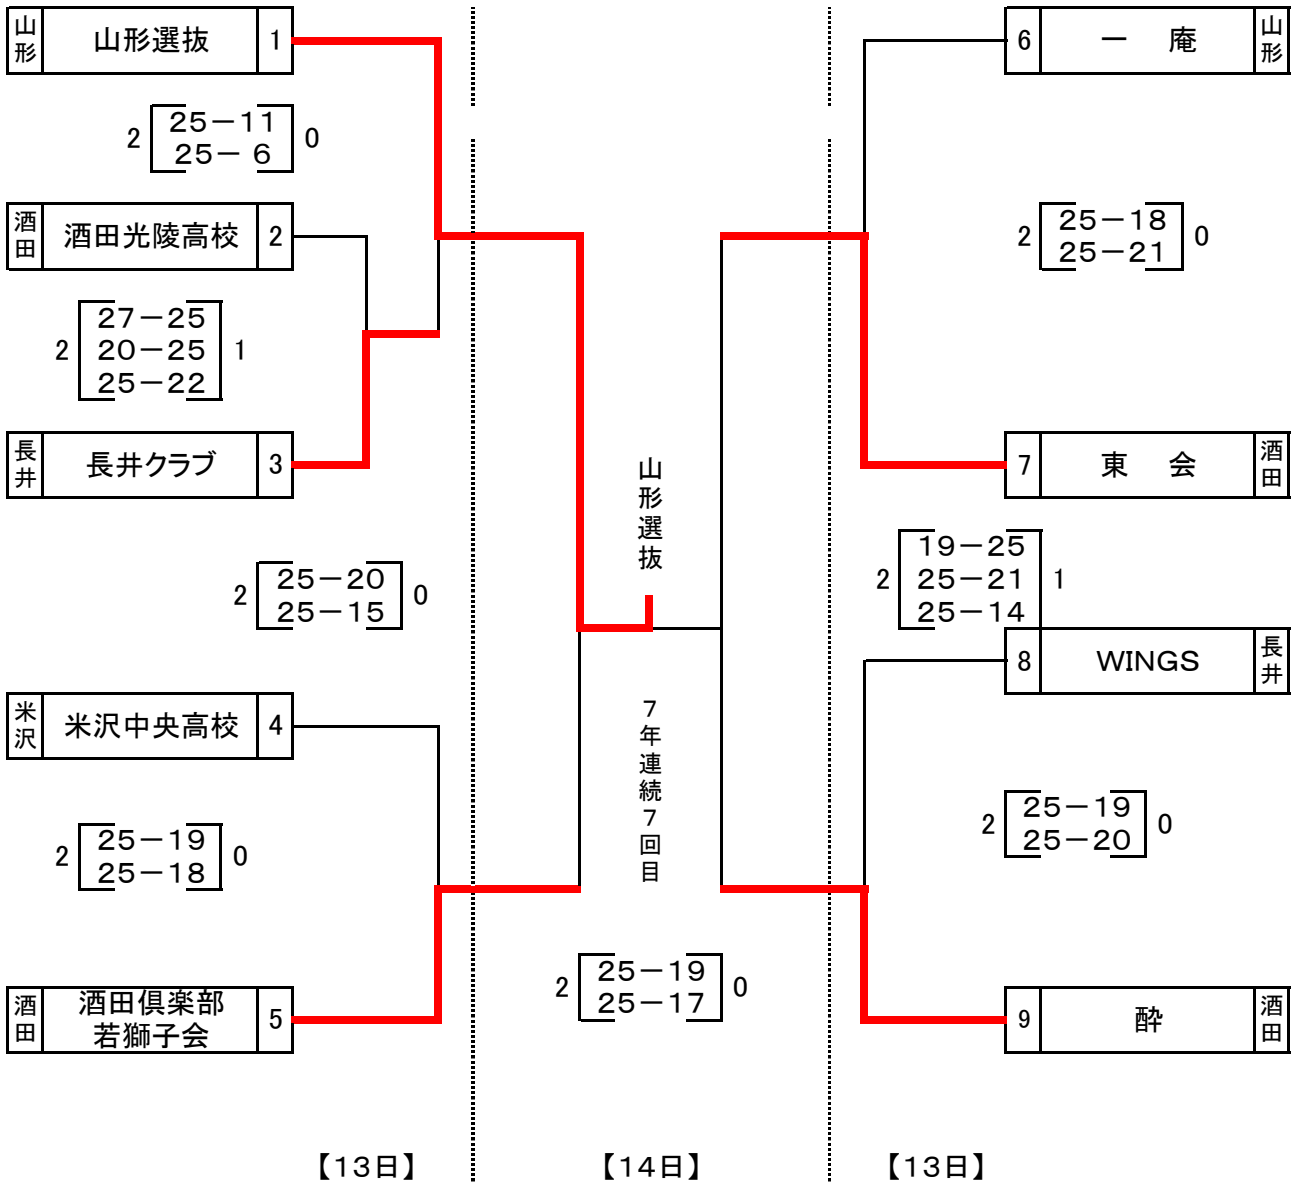 山形 山形選抜 1
2 25－11 0
25－ 6
酒田 酒田光陵高校 2
27－25
2 20－25 1
25－22
長井 長井クラブ 3
2 25－20 0
25－15
米沢 米沢中央高校 4
2 25－19 0
25－18
酒田 酒田倶楽部
若獅子会 5
山形選抜
7年連続7回目
2 25－19 0
25－17
6 一　庵 山形
2 25－18 0
25－21
7 東　会 酒田
19－25
2 25－21 1
25－14
8 WINGS 長井
2 25－19 0
25－20
9 酔 酒田
【13日】 【14日】 【13日】